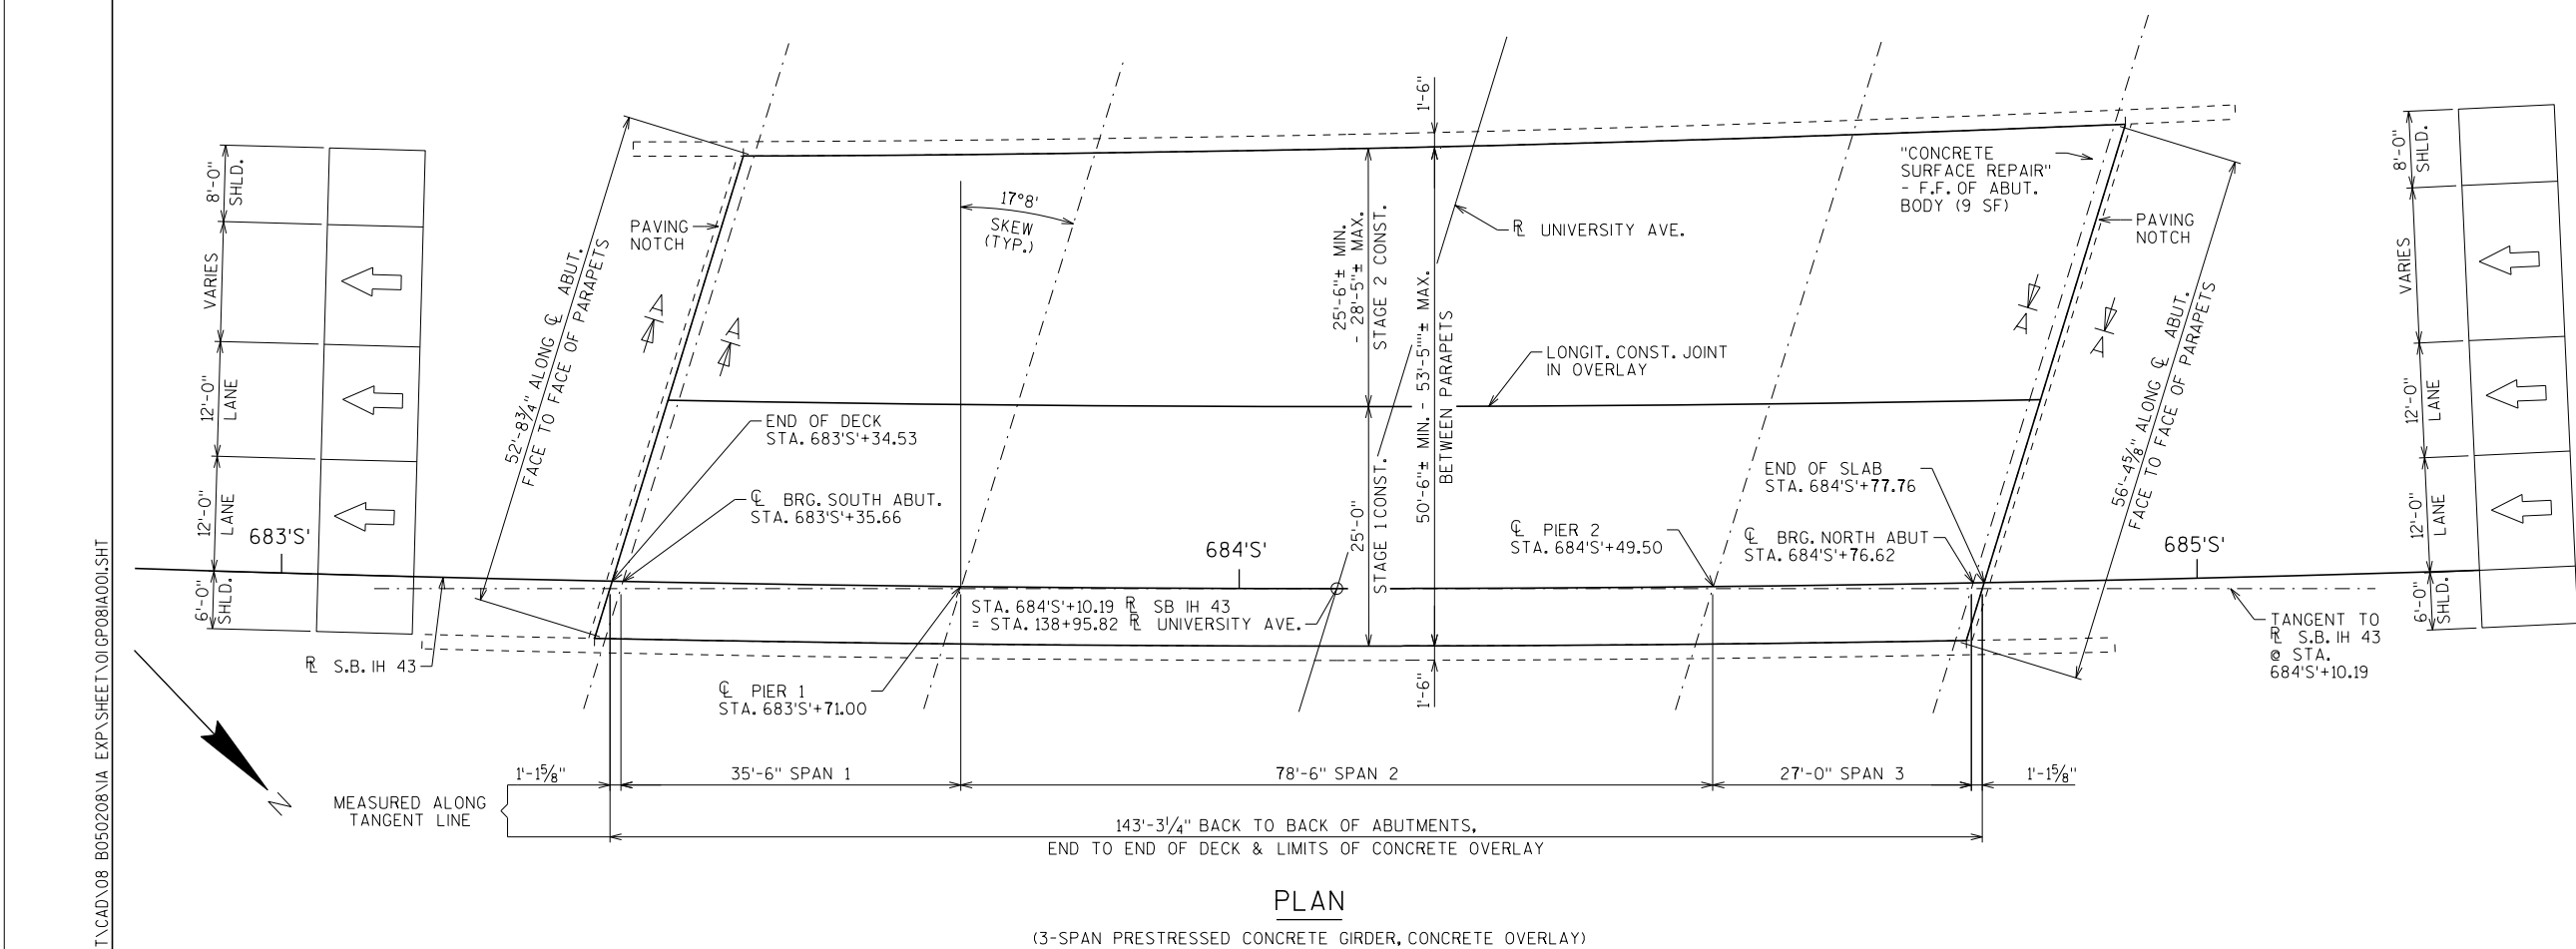 8'-0"
SHLD.
VARIES
12'-0"
LANE
12'-0"
LANE
6'-0"
SHLD.
683'S'
℞ S.B. IH 43
52'-8¾" ALONG ℄ ABUT.
FACE TO FACE OF PARAPETS
PAVING
NOTCH
A
A
END OF DECK
STA. 683'S'+34.53
℄ BRG. SOUTH ABUT.
STA. 683'S'+35.66
17°8'
SKEW
(TYP.)
℄ PIER 1
STA. 683'S'+71.00
STA. 684'S'+10.19 ℞ SB IH 43
= STA. 138+95.82 ℞ UNIVERSITY AVE.
684'S'
1'-6"
25'-6"± MIN.
- 28'-5"± MAX.
STAGE 2 CONST.
50'-6"± MIN. - 53'-5""± MAX.
BETWEEN PARAPETS
25'-0"
STAGE 1 CONST.
1'-6"
℞ UNIVERSITY AVE.
LONGIT. CONST. JOINT
IN OVERLAY
"CONCRETE
SURFACE REPAIR"
- F.F. OF ABUT.
BODY (9 SF)
PAVING
NOTCH
A
A
END OF SLAB
STA. 684'S'+77.76
℄ PIER 2
STA. 684'S'+49.50
℄ BRG. NORTH ABUT
STA. 684'S'+76.62
56'-4⅝" ALONG ℄ ABUT.
FACE TO FACE OF PARAPETS
685'S'
TANGENT TO
℞ S.B. IH 43
@ STA.
684'S'+10.19
8'-0"
SHLD.
VARIES
12'-0"
LANE
12'-0"
LANE
6'-0"
SHLD.
N
1'-1⅝"
35'-6" SPAN 1
78'-6" SPAN 2
27'-0" SPAN 3
1'-1⅝"
MEASURED ALONG
TANGENT LINE
143'-3¼" BACK TO BACK OF ABUTMENTS,
END TO END OF DECK & LIMITS OF CONCRETE OVERLAY
PLAN
(3-SPAN PRESTRESSED CONCRETE GIRDER, CONCRETE OVERLAY)
T\CAD\08 B050208\IA EXP\SHEET\01GP08IA001.SHT